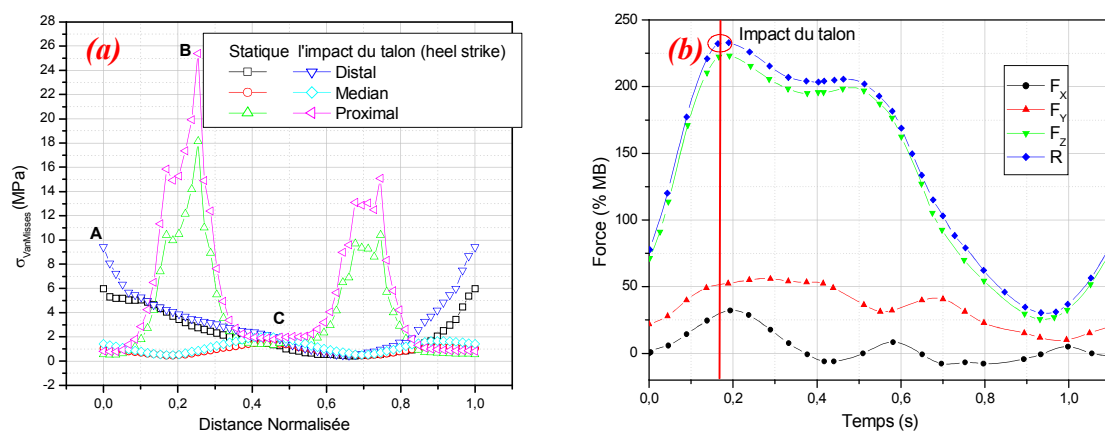 (a)
Statique l'impact du talon (heel strike)
Distal
Median
Proximal
A
B
C
28
26
24
22
20
18
16
14
12
10
8
6
4
2
0
-2
σVanMisses (MPa)
0,0 0,2 0,4 0,6 0,8 1,0
Distance Normalisée
(b)
Impact du talon
FX
FY
FZ
R
250
200
150
100
50
0
Force (% MB)
0,0 0,2 0,4 0,6 0,8 1,0
Temps (s)